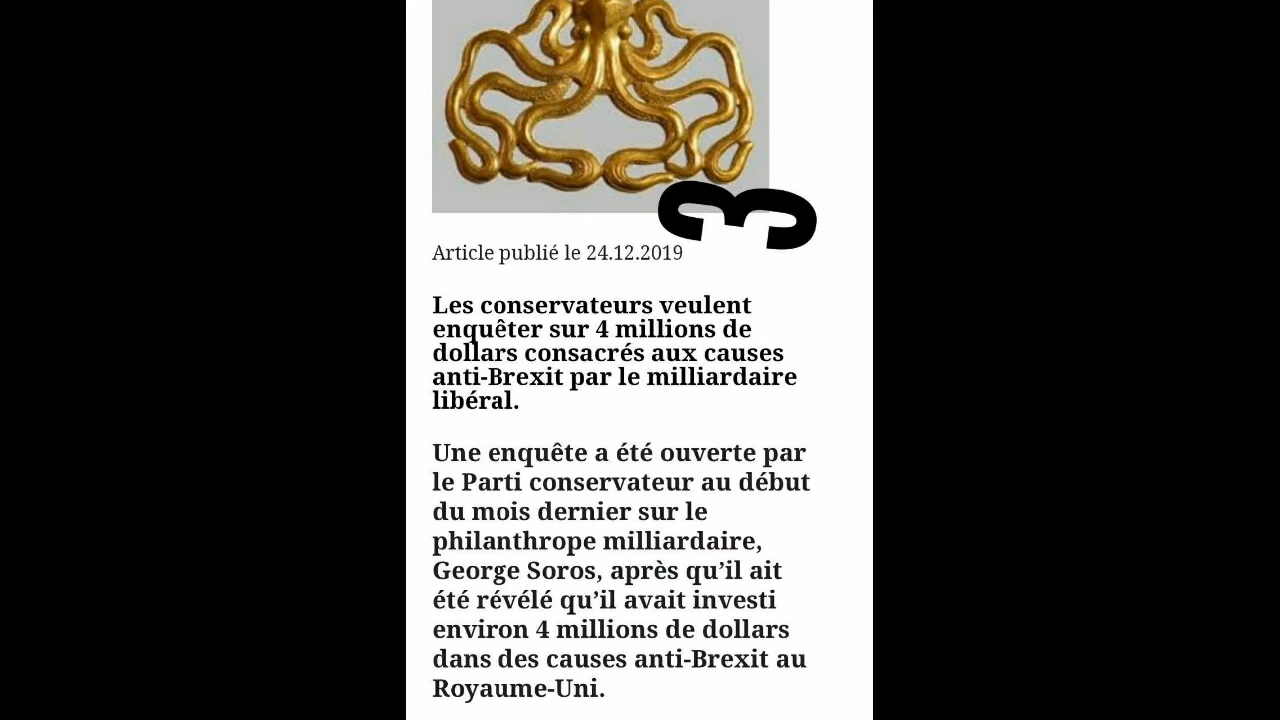 3
Article publié le 24.12.2019
Les conservateurs veulent
enquêter sur 4 millions de
dollars consacrés aux causes
anti-Brexit par le milliardaire
libéral.
Une enquête a été ouverte par
le Parti conservateur au début
du mois dernier sur le
philanthrope milliardaire,
George Soros, après qu’il ait
été révélé qu’il avait investi
environ 4 millions de dollars
dans des causes anti-Brexit au
Royaume-Uni.